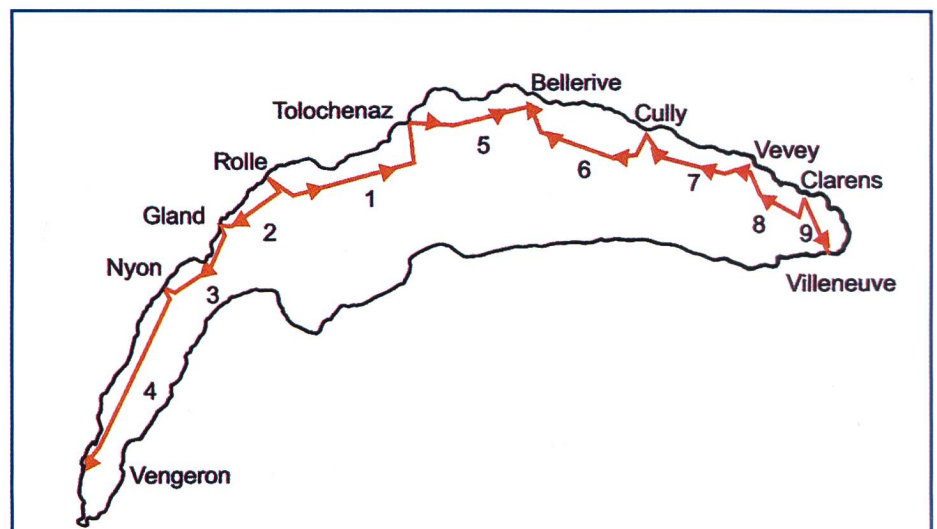 Bellerive
Tolochenaz
Cully
Rolle
5
Vevey
6
1
7
Clarens
Gland
2
8
9
Nyon
Villeneuve
3
4
Vengeron